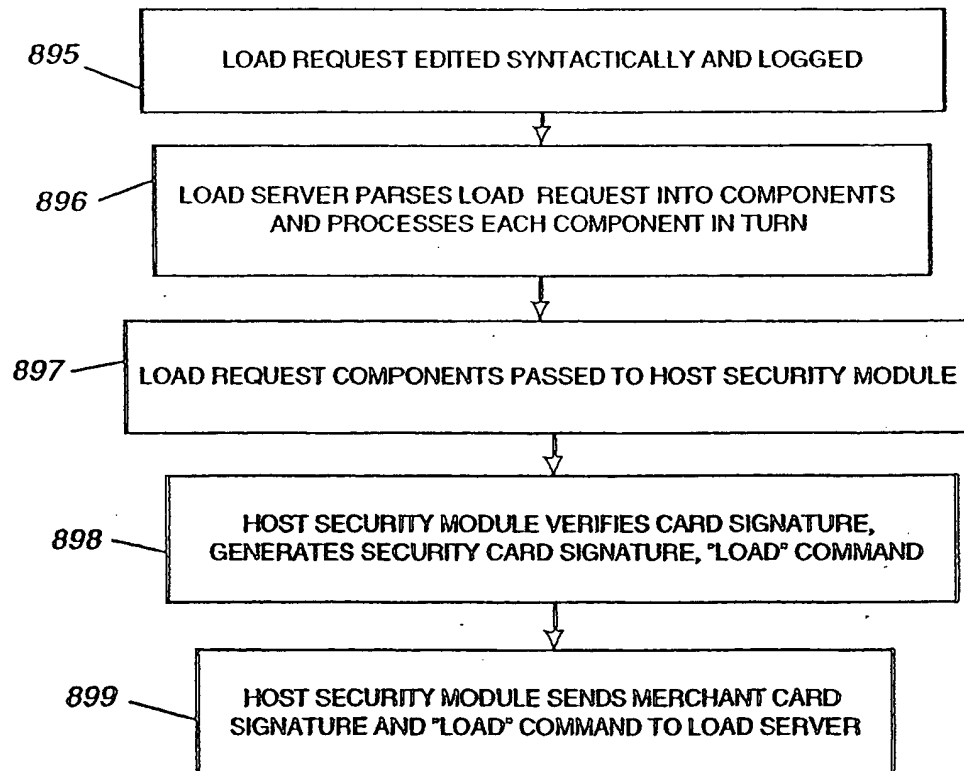 895
LOAD REQUEST EDITED SYNTACTICALLY AND LOGGED
896
LOAD SERVER PARSES LOAD REQUEST INTO COMPONENTS
AND PROCESSES EACH COMPONENT IN TURN
897
LOAD REQUEST COMPONENTS PASSED TO HOST SECURITY MODULE
898
HOST SECURITY MODULE VERIFIES CARD SIGNATURE,
GENERATES SECURITY CARD SIGNATURE, "LOAD" COMMAND
899
HOST SECURITY MODULE SENDS MERCHANT CARD
SIGNATURE AND "LOAD" COMMAND TO LOAD SERVER